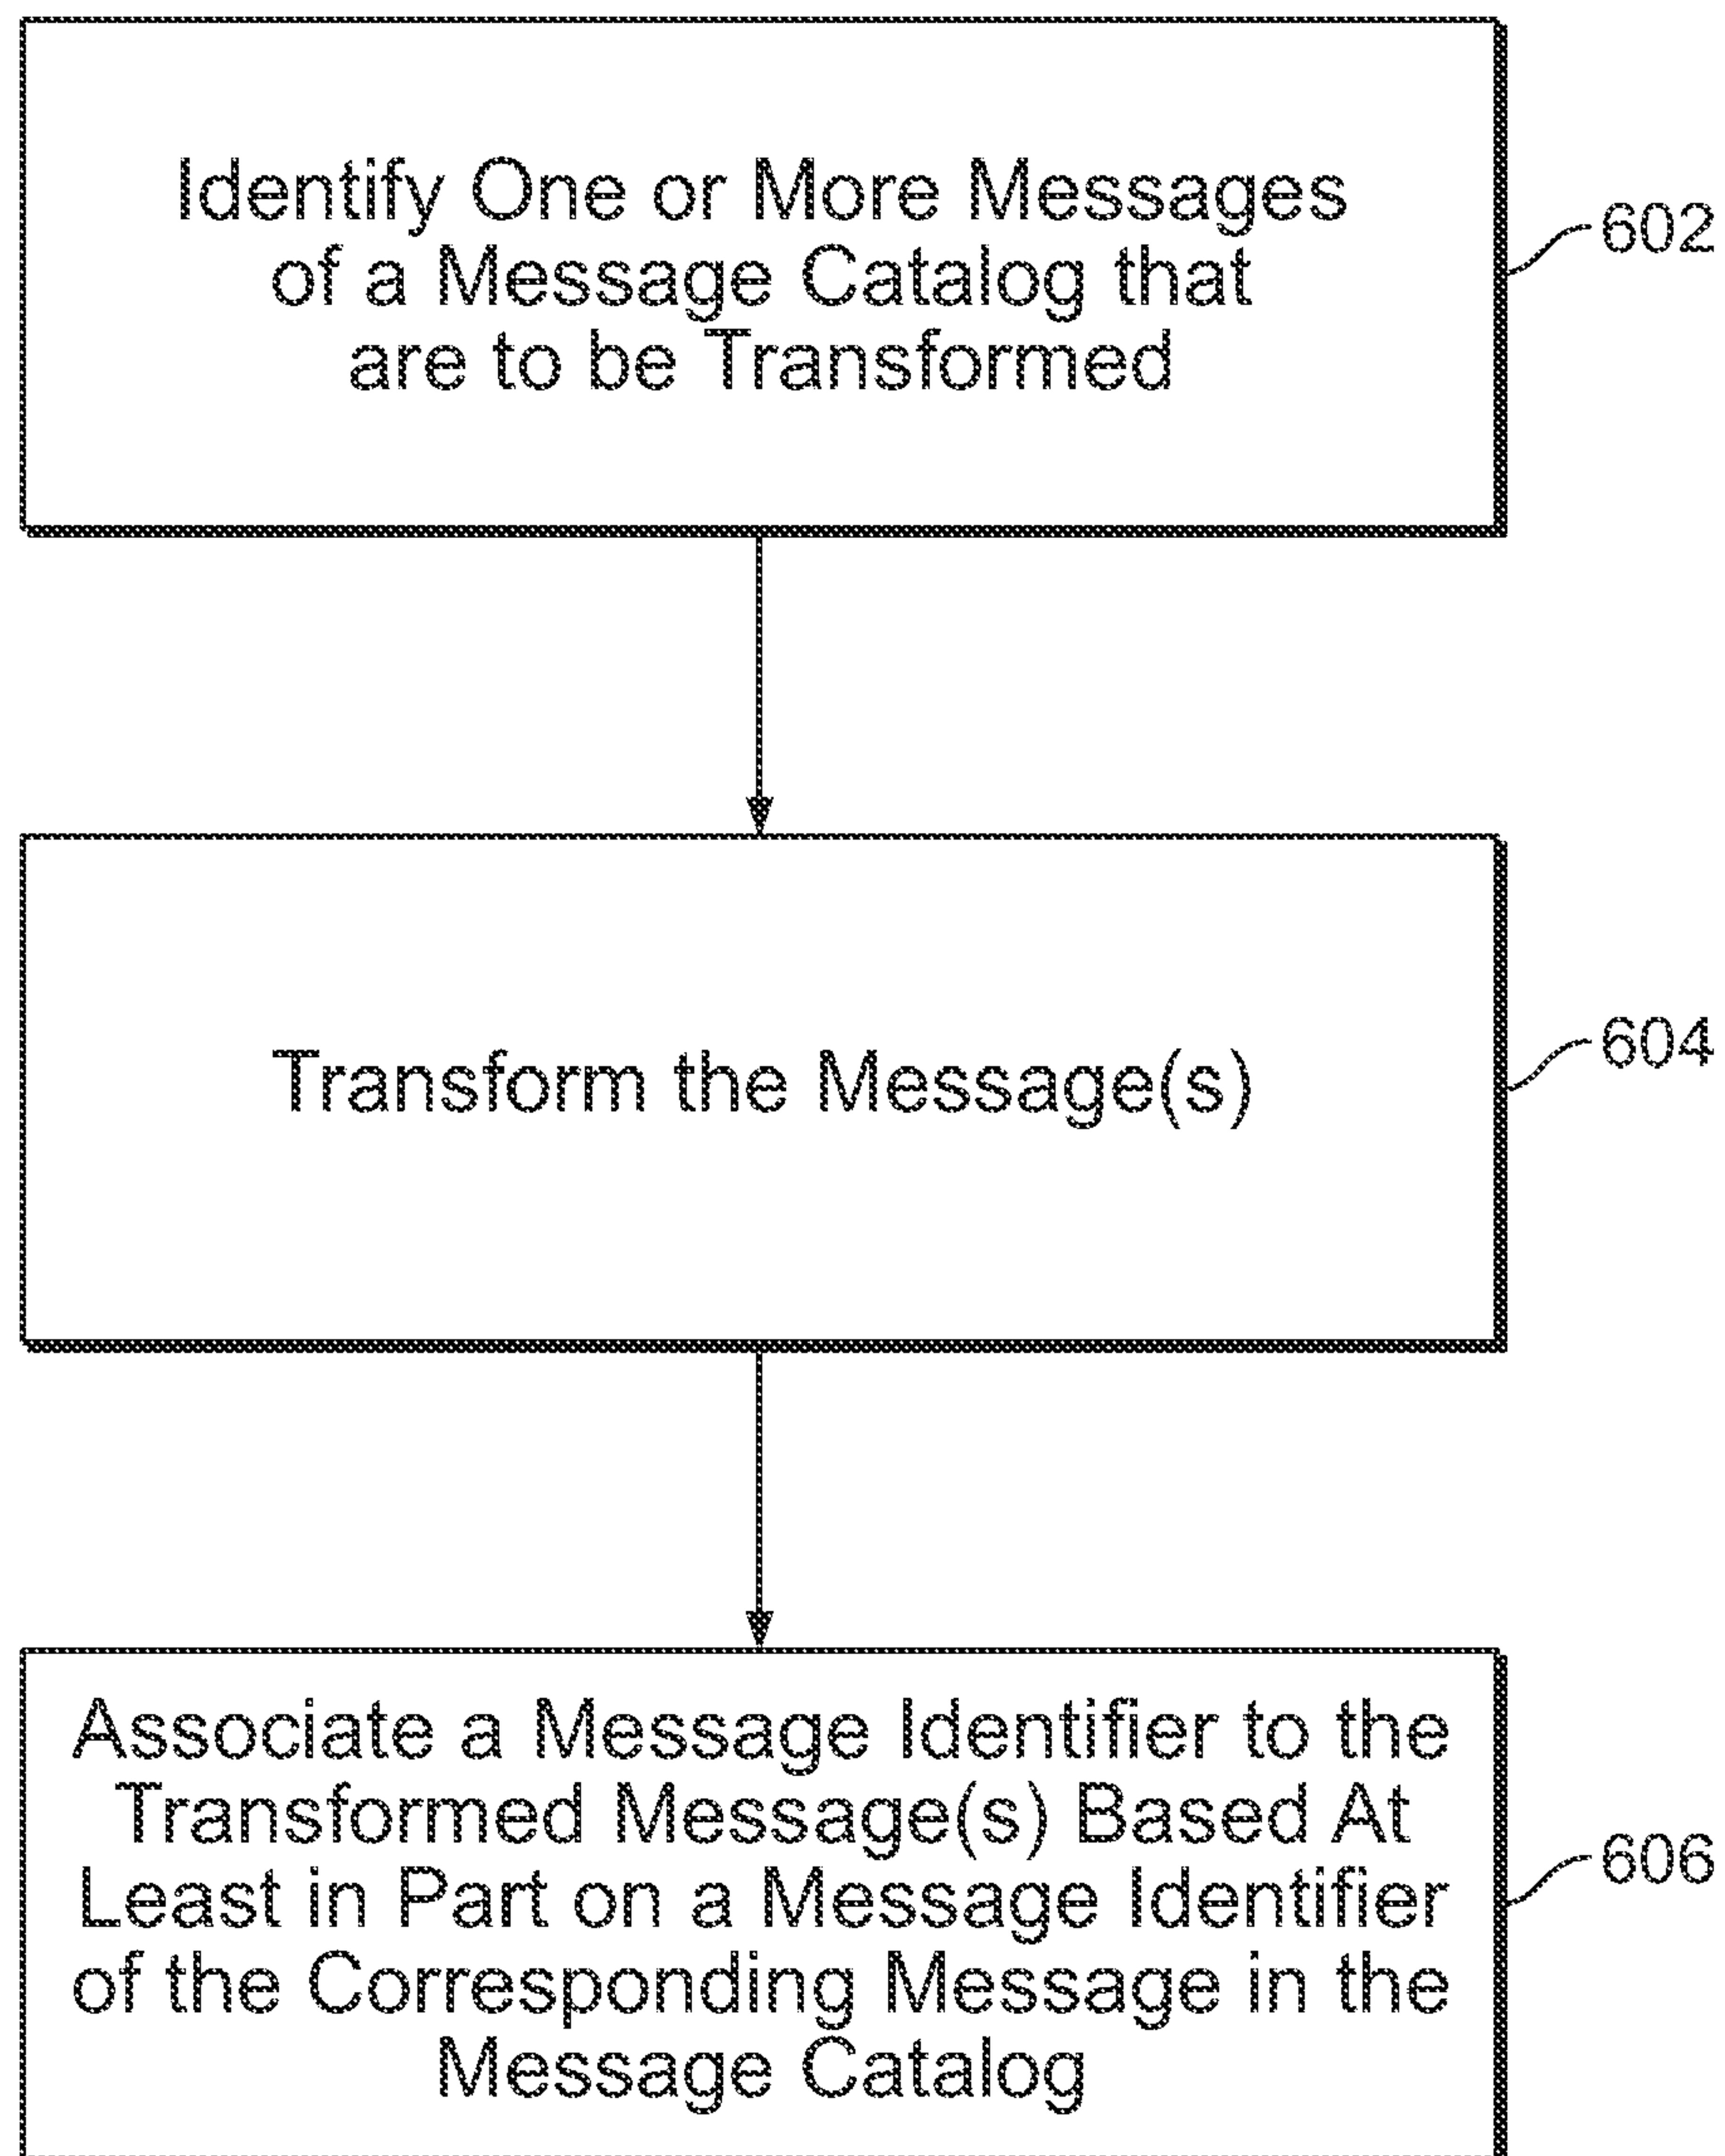 Identify One or More Messages
of a Message Catalog that
are to be Transformed
602
Transform the Message(s)
604
Associate a Message Identifier to the
Transformed Message(s) Based At
Least in Part on a Message Identifier
of the Corresponding Message in the
Message Catalog
606